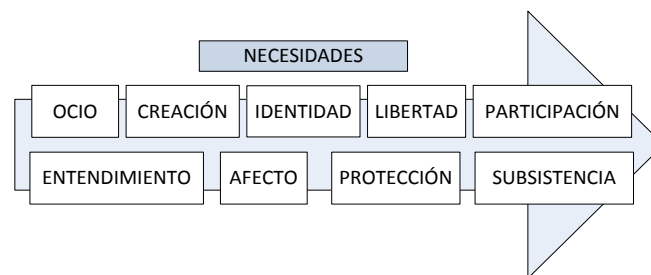 NECESIDADES
OCIO CREACIÓN IDENTIDAD LIBERTAD PARTICIPACIÓN
ENTENDIMIENTO AFECTO PROTECCIÓN SUBSISTENCIA